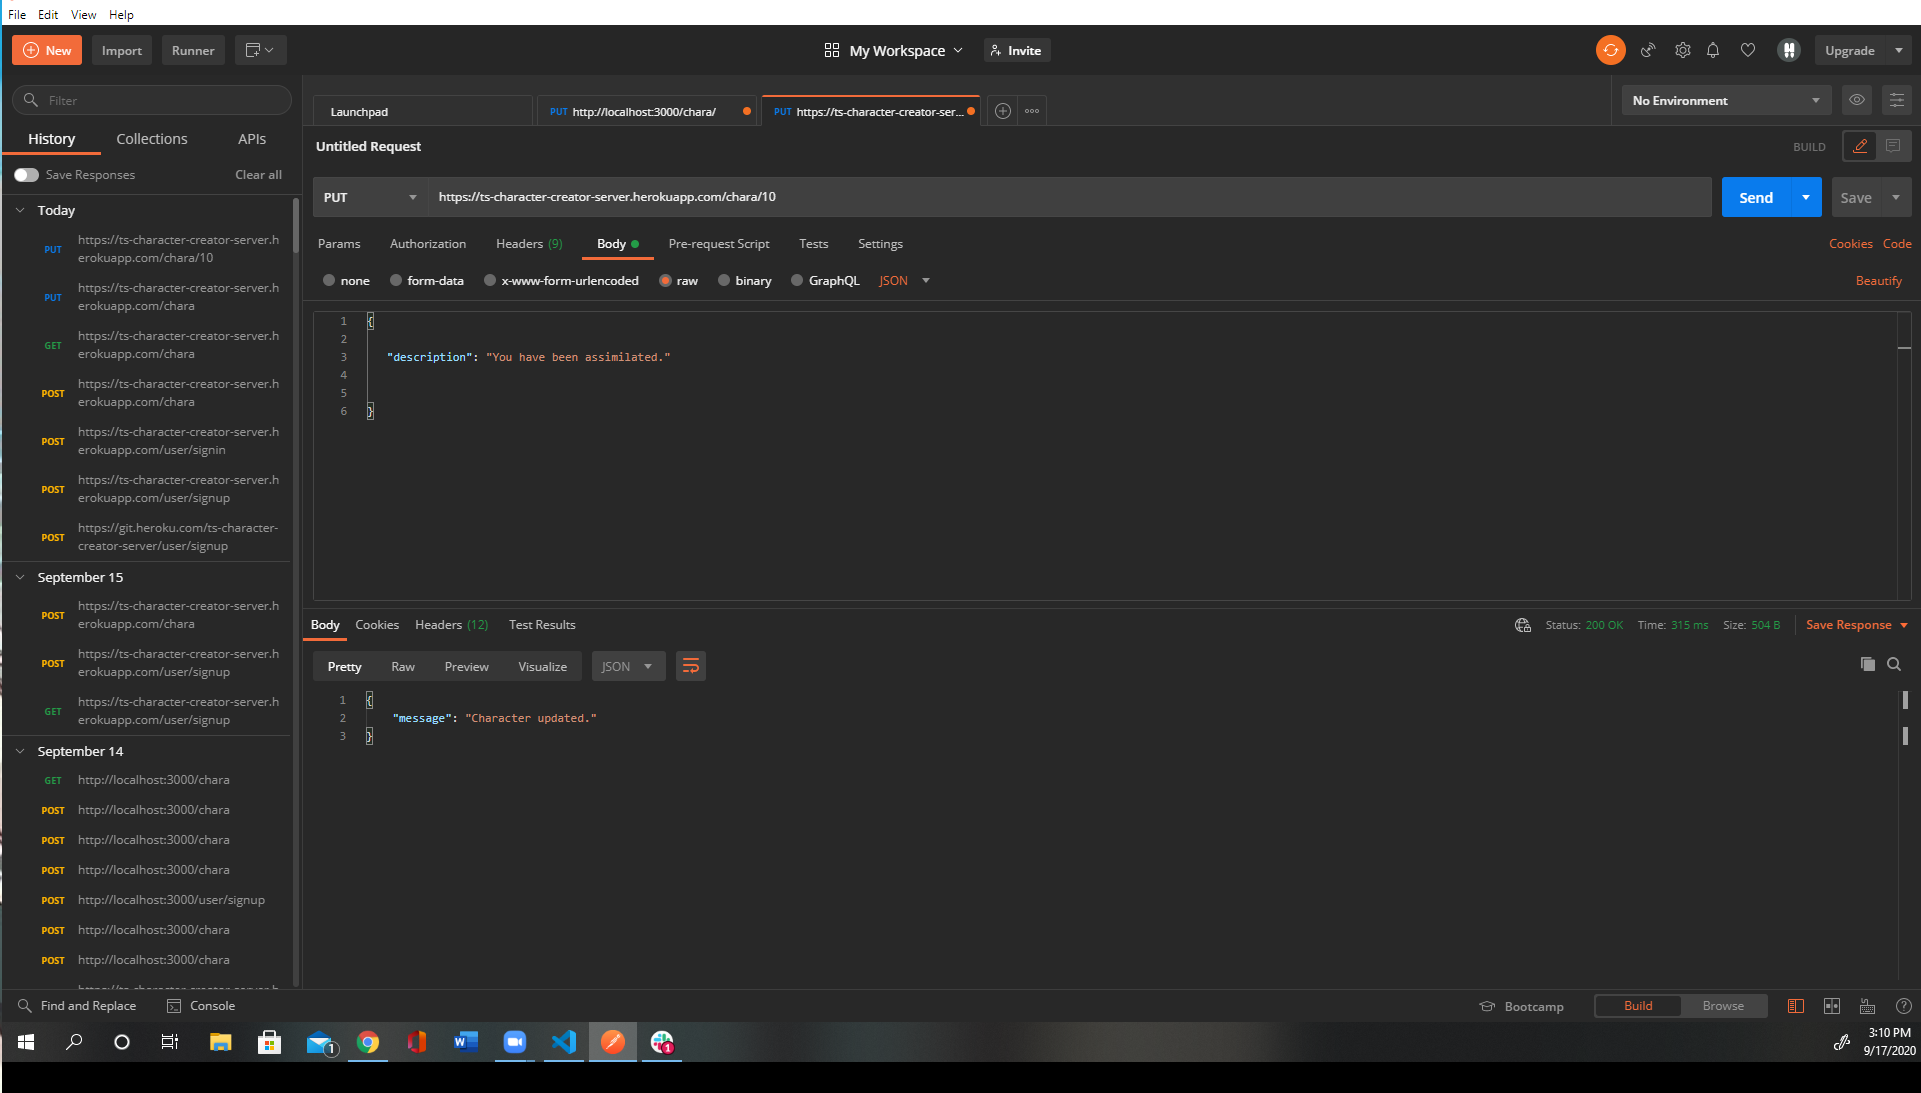 File Edit View Help
New Import Runner My Workspace Invite Upgrade
Filter
History Collections APIs
Save Responses Clear all
Today
PUT https://ts-character-creator-server.h
erokuapp.com/chara/10
PUT https://ts-character-creator-server.h
erokuapp.com/chara
GET https://ts-character-creator-server.h
erokuapp.com/chara
POST https://ts-character-creator-server.h
erokuapp.com/chara
POST https://ts-character-creator-server.h
erokuapp.com/user/signin
POST https://ts-character-creator-server.h
erokuapp.com/user/signup
POST https://git.heroku.com/ts-character-
creator-server/user/signup
September 15
POST https://ts-character-creator-server.h
erokuapp.com/chara
POST https://ts-character-creator-server.h
erokuapp.com/user/signup
GET https://ts-character-creator-server.h
erokuapp.com/user/signup
September 14
GET http://localhost:3000/chara
POST http://localhost:3000/chara
POST http://localhost:3000/chara
POST http://localhost:3000/chara
POST http://localhost:3000/user/signup
POST http://localhost:3000/chara
POST http://localhost:3000/chara
Launchpad PUT http://localhost:3000/chara/ PUT https://ts-character-creator-ser... No Environment
Untitled Request BUILD
PUT https://ts-character-creator-server.herokuapp.com/chara/10 Send Save
Params Authorization Headers (9) Body Pre-request Script Tests Settings Cookies Code
none form-data x-www-form-urlencoded raw binary GraphQL JSON Beautify
1 {
2
3 "description": "You have been assimilated."
4
5
6 }
Body Cookies Headers (12) Test Results Status: 200 OK Time: 315 ms Size: 504 B Save Response
Pretty Raw Preview Visualize JSON
1 {
2 "message": "Character updated."
3 }
Find and Replace Console Bootcamp Build Browse
1 1
3:10 PM
9/17/2020